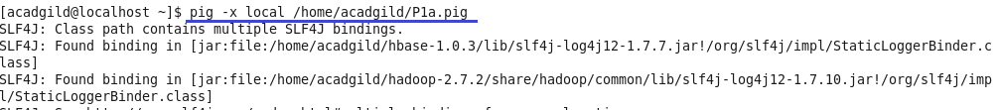 [acadgild@localhost ~]$ pig -x local /home/acadgild/P1a.pig
SLF4J: Class path contains multiple SLF4J bindings.
SLF4J: Found binding in [jar:file:/home/acadgild/hbase-1.0.3/lib/slf4j-log4j12-1.7.7.jar!/org/slf4j/impl/StaticLoggerBinder.c
lass]
SLF4J: Found binding in [jar:file:/home/acadgild/hadoop-2.7.2/share/hadoop/common/lib/slf4j-log4j12-1.7.10.jar!/org/slf4j/imp
l/StaticLoggerBinder.class]